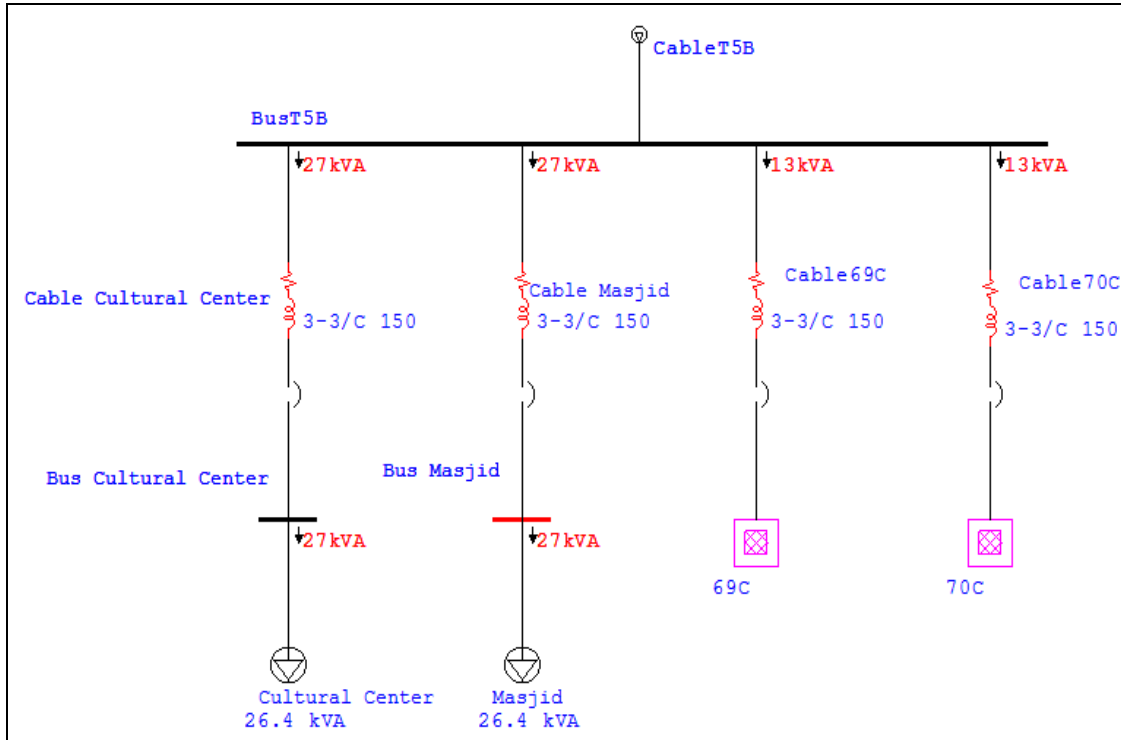 CableT5B
BusT5B
27kVA
27kVA
13kVA
13kVA
Cable Cultural Center
3-3/C 150
Cable Masjid
3-3/C 150
Cable69C
3-3/C 150
Cable70C
3-3/C 150
Bus Cultural Center
27kVA
Bus Masjid
27kVA
69C
70C
Cultural Center
26.4 kVA
Masjid
26.4 kVA